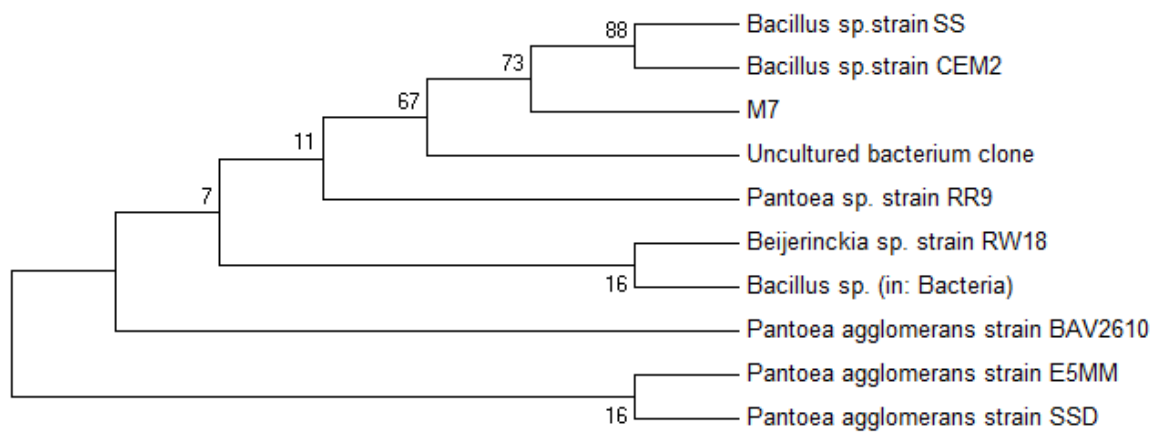 88
Bacillus sp.strain SS
Bacillus sp.strain CEM2
73
M7
67
Uncultured bacterium clone
11
Pantoea sp. strain RR9
7
Beijerinckia sp. strain RW18
16
Bacillus sp. (in: Bacteria)
Pantoea agglomerans strain BAV2610
Pantoea agglomerans strain E5MM
16
Pantoea agglomerans strain SSD